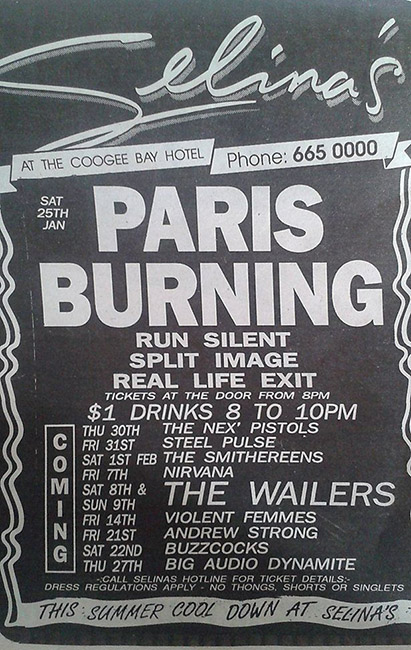 Selina's
AT THE COOGEE BAY HOTEL Phone: 665 0000
SAT
25TH
JAN
PARIS
BURNING
RUN SILENT
SPLIT IMAGE
REAL LIFE EXIT
TICKETS AT THE DOOR FROM 8PM
$1 DRINKS 8 TO 10PM
COMING
THU 30TH THE NEX' PISTOLS
FRI 31ST STEEL PULSE
SAT 1ST FEB THE SMITHEREENS
FRI 7TH NIRVANA
SAT 8TH &
SUN 9TH THE WAILERS
FRI 14TH VIOLENT FEMMES
FRI 21ST ANDREW STRONG
SAT 22ND BUZZCOCKS
THU 27TH BIG AUDIO DYNAMITE
-:CALL SELINAS HOTLINE FOR TICKET DETAILS:-
DRESS REGULATIONS APPLY - NO THONGS, SHORTS OR SINGLETS
THIS SUMMER COOL DOWN AT SELINA'S